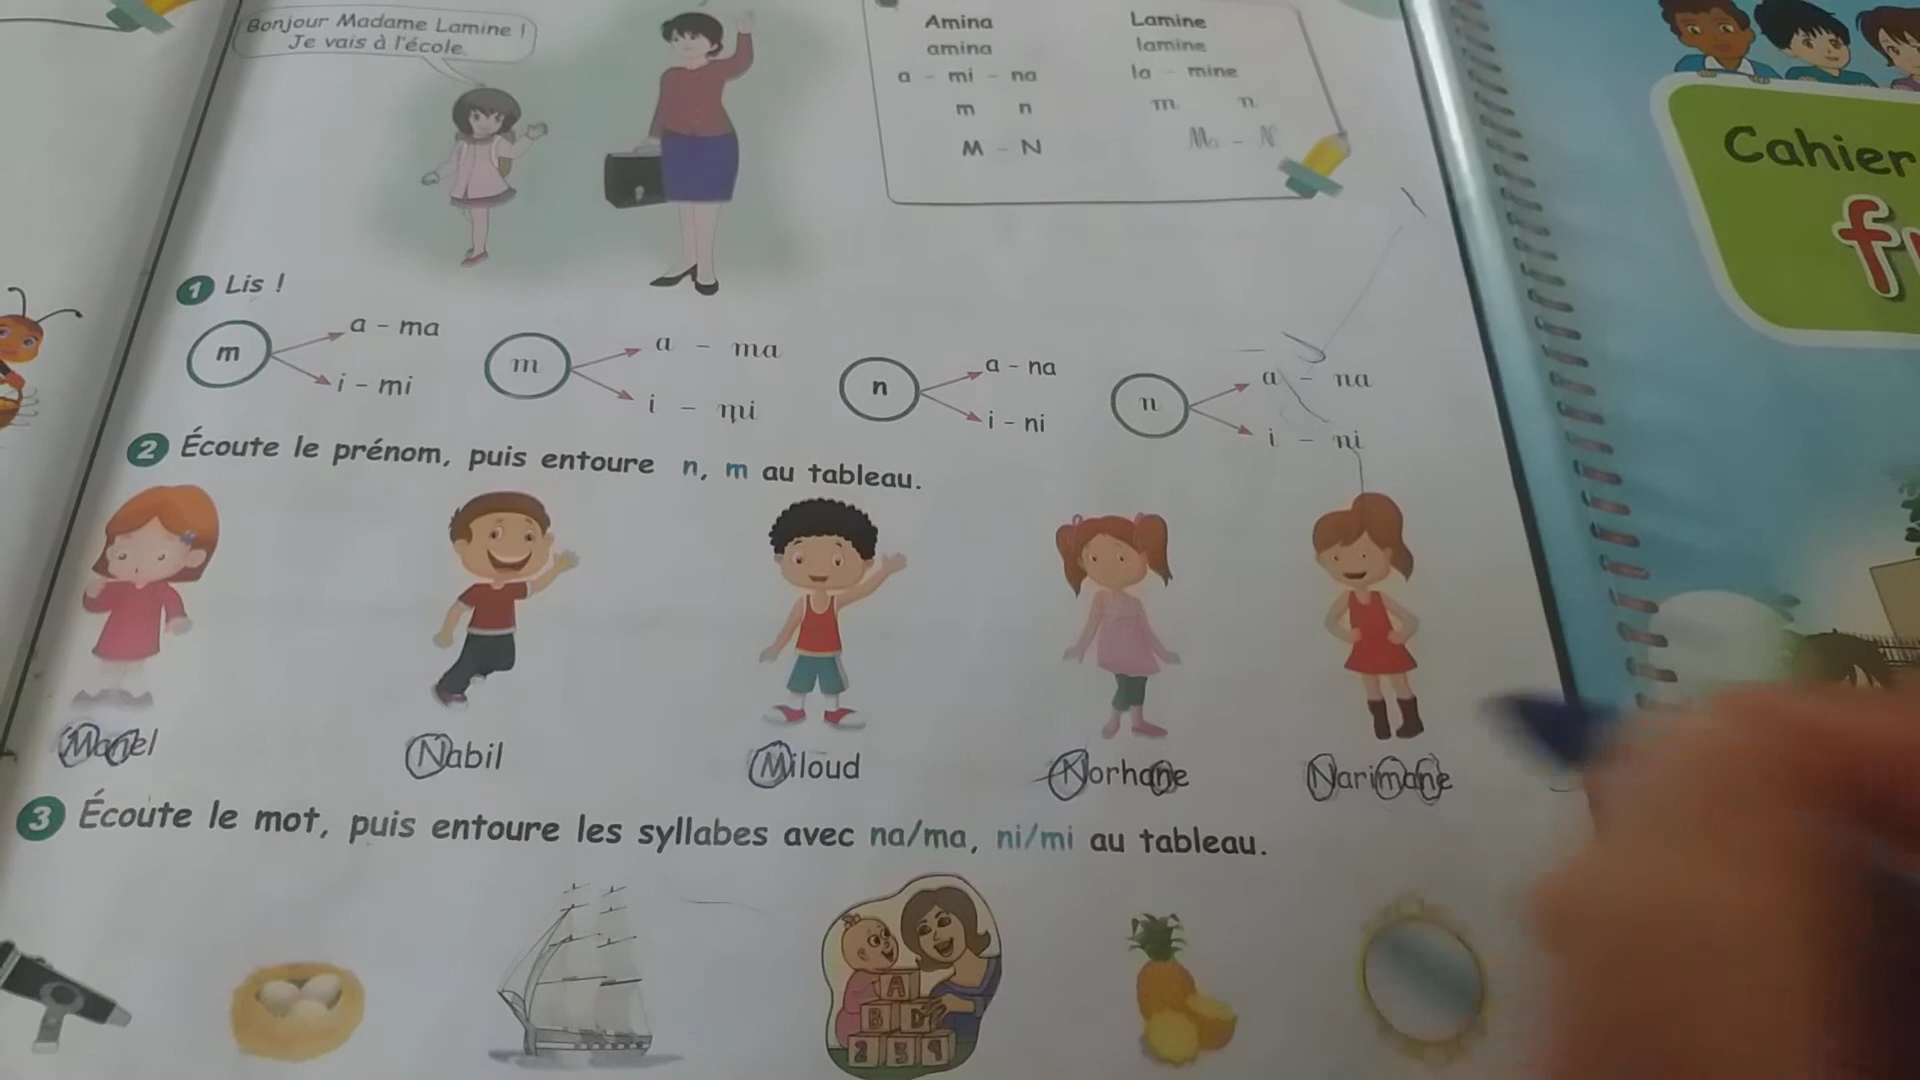 Bonjour Madame Lamine !
Je vais à l'école.
Amina
amina
a - mi - na
m n
M - N
Lamine
lamine
la - mine
m n
M - N
Cahier
1 Lis !
m
a - ma
i - mi
m
a - ma
i - mi
n
a - na
i - ni
n
a - na
i - ni
2 Écoute le prénom, puis entoure n, m au tableau.
Manel Nabil Miloud Norhane Narimane
3 Écoute le mot, puis entoure les syllabes avec na/ma, ni/mi au tableau.
A
B D
2 5 9